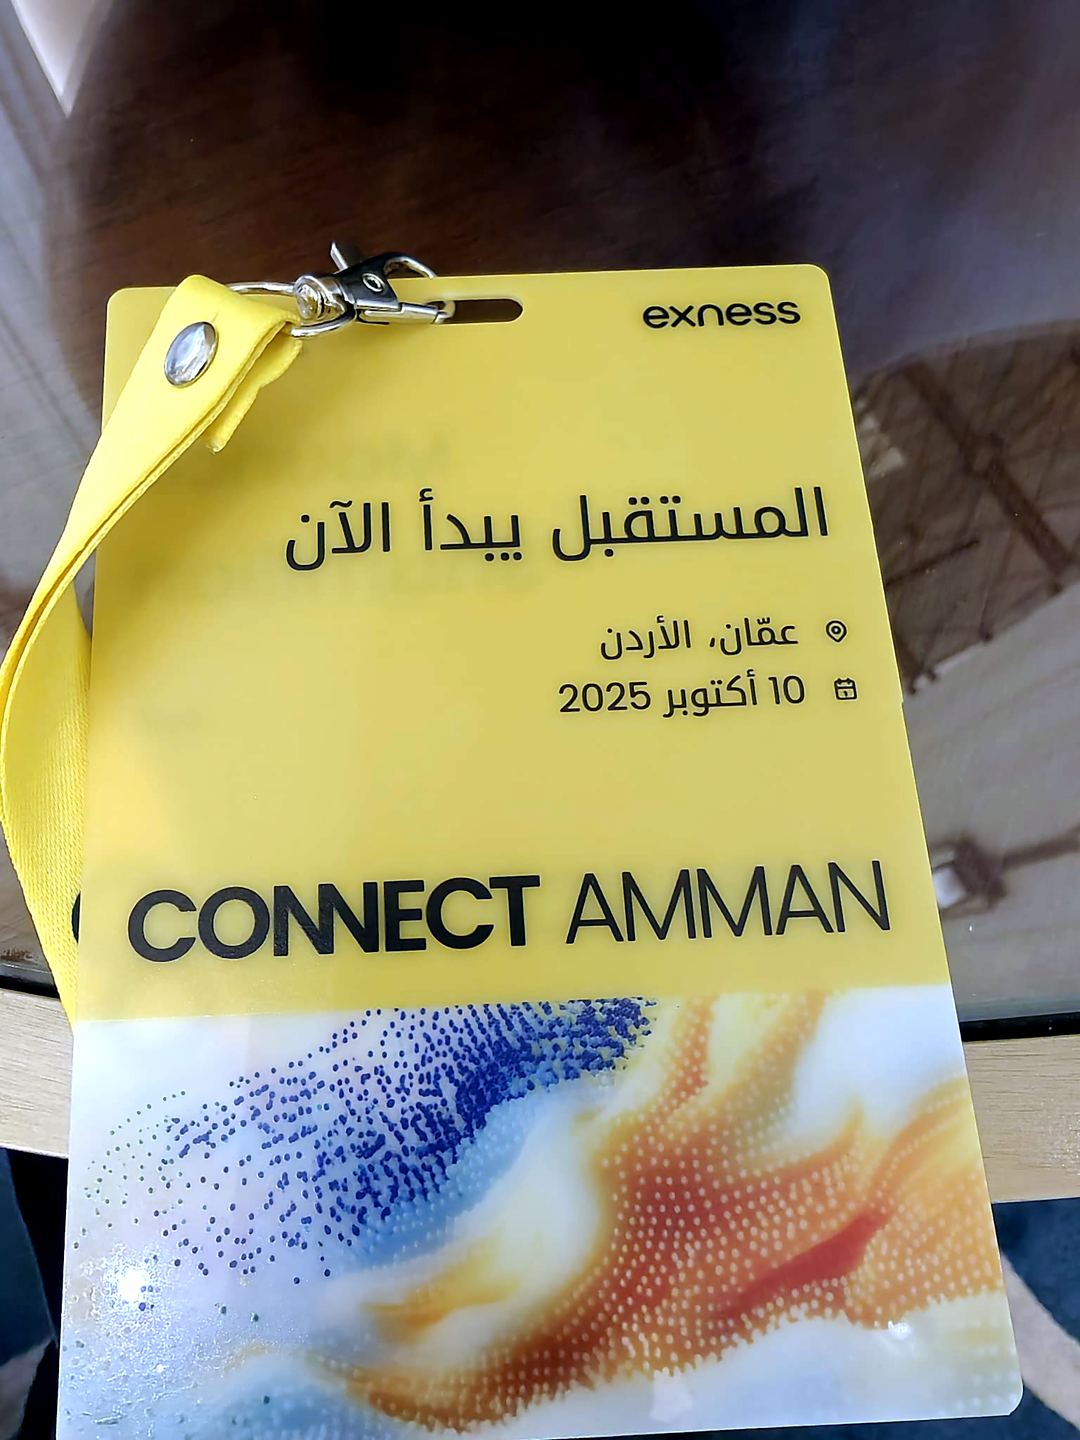 exness
المستقبل يبدأ الآن
عمّان، الأردن
10 أكتوبر 2025
CONNECT AMMAN